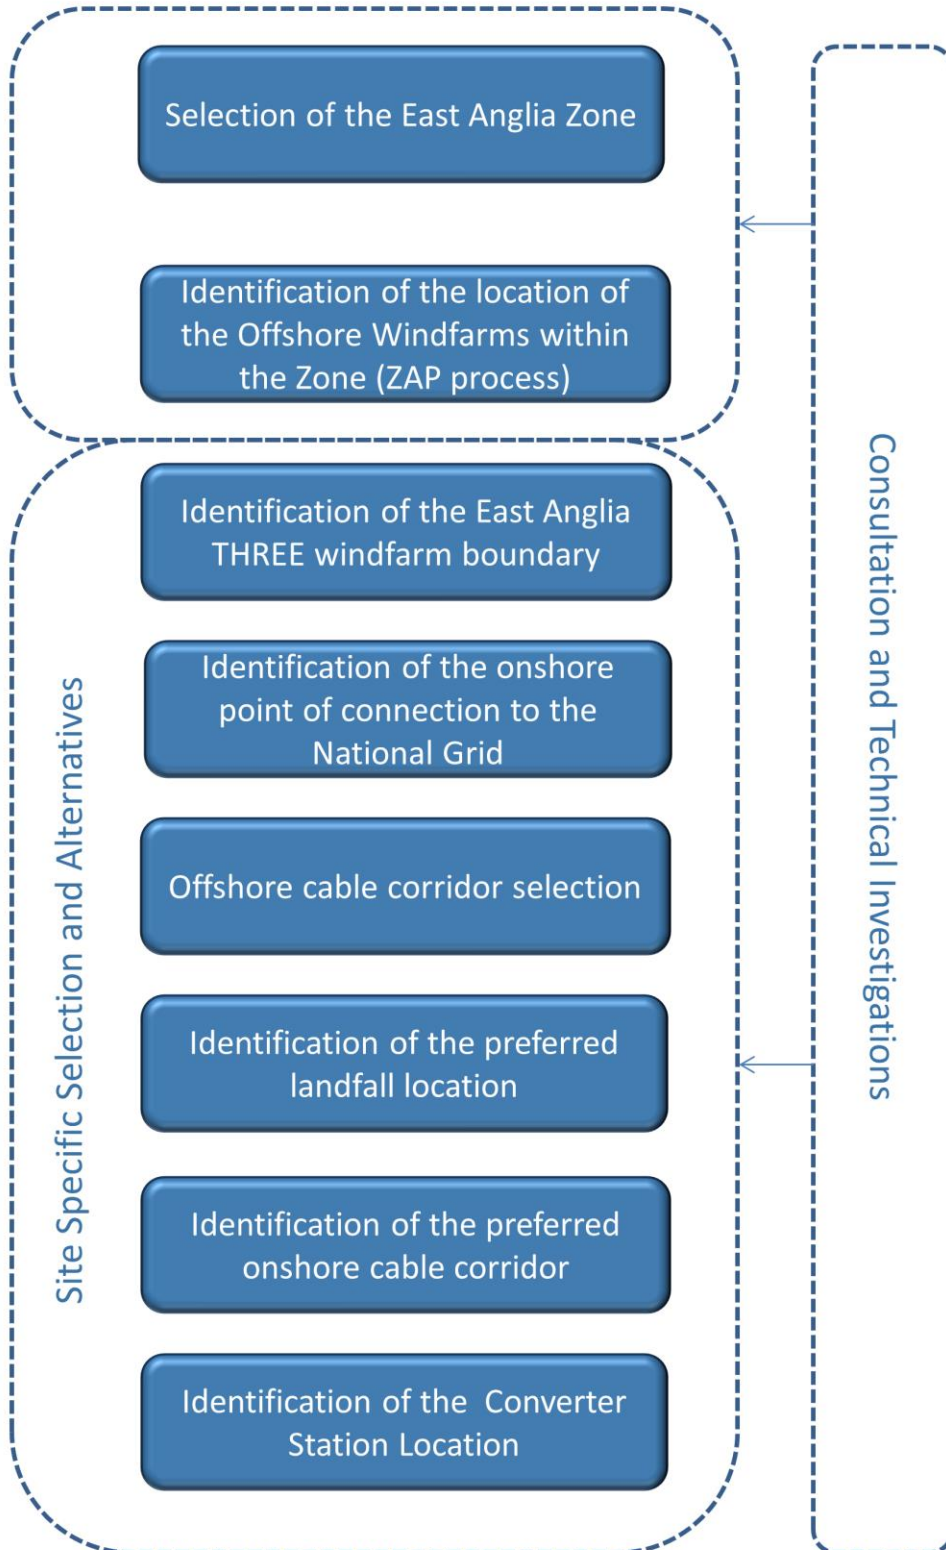 Selection of the East Anglia Zone
Identification of the location of
the Offshore Windfarms within
the Zone (ZAP process)
Identification of the East Anglia
THREE windfarm boundary
Identification of the onshore
point of connection to the
National Grid
Offshore cable corridor selection
Identification of the preferred
landfall location
Identification of the preferred
onshore cable corridor
Identification of the Converter
Station Location
Site Specific Selection and Alternatives
Consultation and Technical Investigations